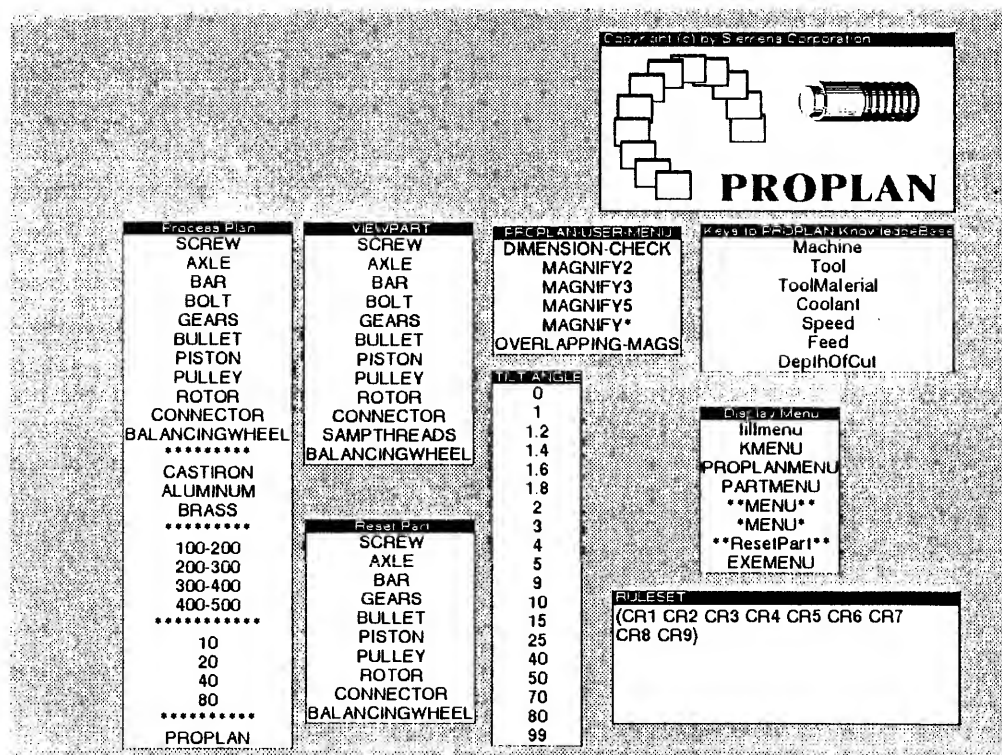 Copyright (c) by Siemens Corporation
PROPLAN
Process Plan
SCREW
AXLE
BAR
BOLT
GEARS
BULLET
PISTON
PULLEY
ROTOR
CONNECTOR
BALANCINGWHEEL
*********
CASTIRON
ALUMINUM
BRASS
*********
100-200
200-300
300-400
400-500
***********
10
20
40
80
**********
PROPLAN
VIEWPART
SCREW
AXLE
BAR
BOLT
GEARS
BULLET
PISTON
PULLEY
ROTOR
CONNECTOR
SAMPTHREADS
BALANCINGWHEEL
Reset Part
SCREW
AXLE
BAR
GEARS
BULLET
PISTON
PULLEY
ROTOR
CONNECTOR
BALANCINGWHEEL
PROPLAN-USER-MENU
DIMENSION-CHECK
MAGNIFY2
MAGNIFY3
MAGNIFY5
MAGNIFY*
OVERLAPPING-MAGS
TILT ANGLE
0
1
1.2
1.4
1.6
1.8
2
3
4
5
9
10
15
25
40
50
70
80
99
Keys to PROPLAN KnowledgeBase
Machine
Tool
ToolMaterial
Coolant
Speed
Feed
DepthOfCut
Display Menu
tiltmenu
KMENU
PROPLANMENU
PARTMENU
**MENU**
*MENU*
**ResetPart**
EXEMENU
RULESET
(CR1 CR2 CR3 CR4 CR5 CR6 CR7
CR8 CR9)